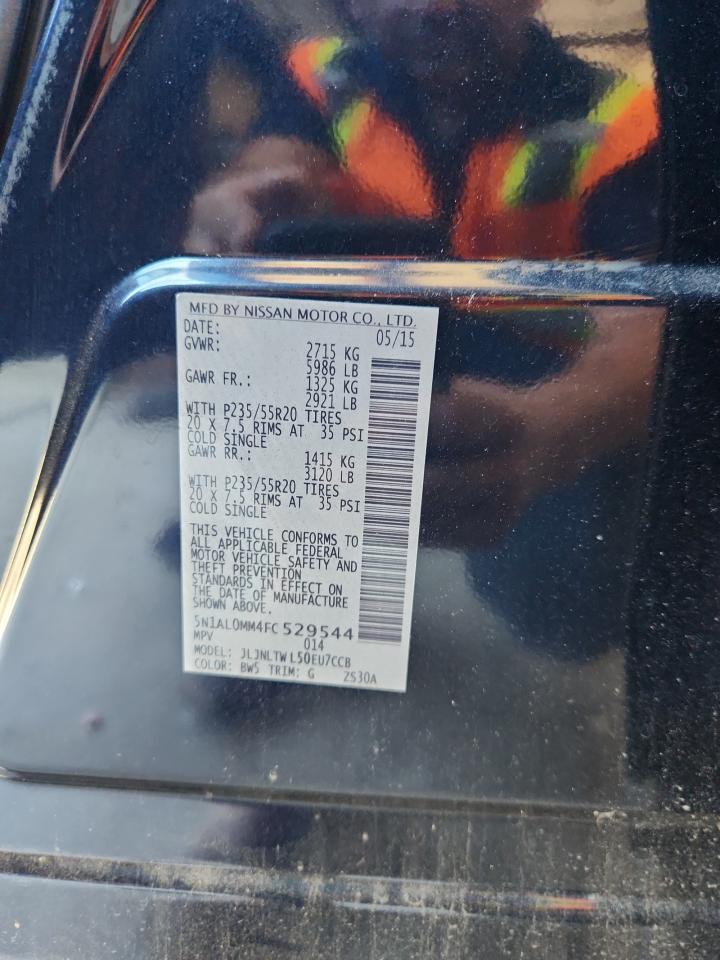 MFD BY NISSAN MOTOR CO., LTD.
DATE: 05/15
GVWR: 2715 KG
5986 LB
GAWR FR.: 1325 KG
2921 LB
WITH P235/55R20 TIRES
20 X 7.5 RIMS AT 35 PSI
COLD SINGLE
GAWR RR.: 1415 KG
3120 LB
WITH P235/55R20 TIRES
20 X 7.5 RIMS AT 35 PSI
COLD SINGLE
THIS VEHICLE CONFORMS TO
ALL APPLICABLE FEDERAL
MOTOR VEHICLE SAFETY AND
THEFT PREVENTION
STANDARDS IN EFFECT ON
THE DATE OF MANUFACTURE
SHOWN ABOVE.
5N1AL0MM4FC529544
MPV 014
MODEL: JLJNLTWL50EU7CCB
COLOR: BW5 TRIM: G ZS30A